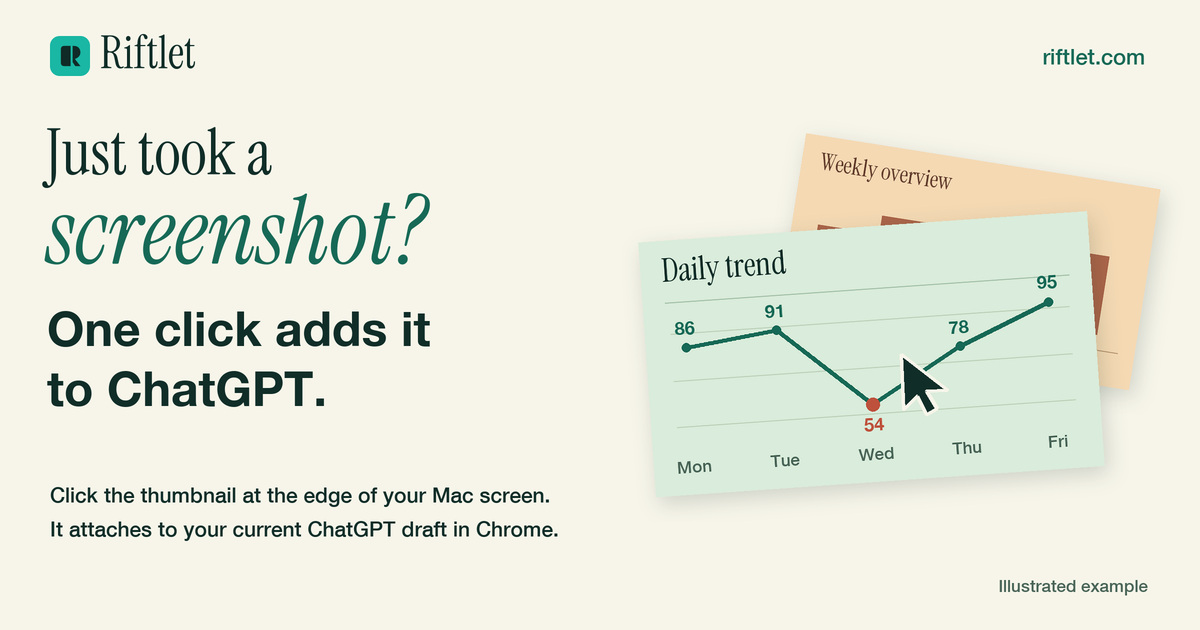 Riftlet
riftlet.com
Just took a
screenshot?
One click adds it
to ChatGPT.
Click the thumbnail at the edge of your Mac screen.
It attaches to your current ChatGPT draft in Chrome.
Weekly overview
Daily trend
86
91
54
78
95
Mon
Tue
Wed
Thu
Fri
Illustrated example